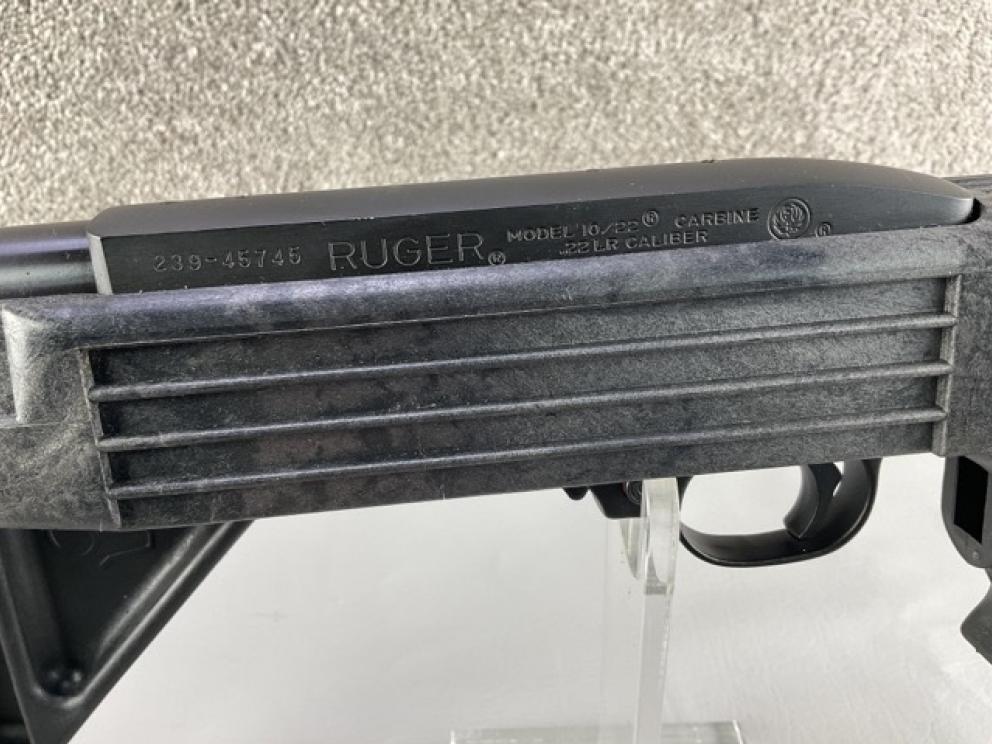 239-45745 RUGER® MODEL 10/22® CARBINE ®
.22 LR CALIBER